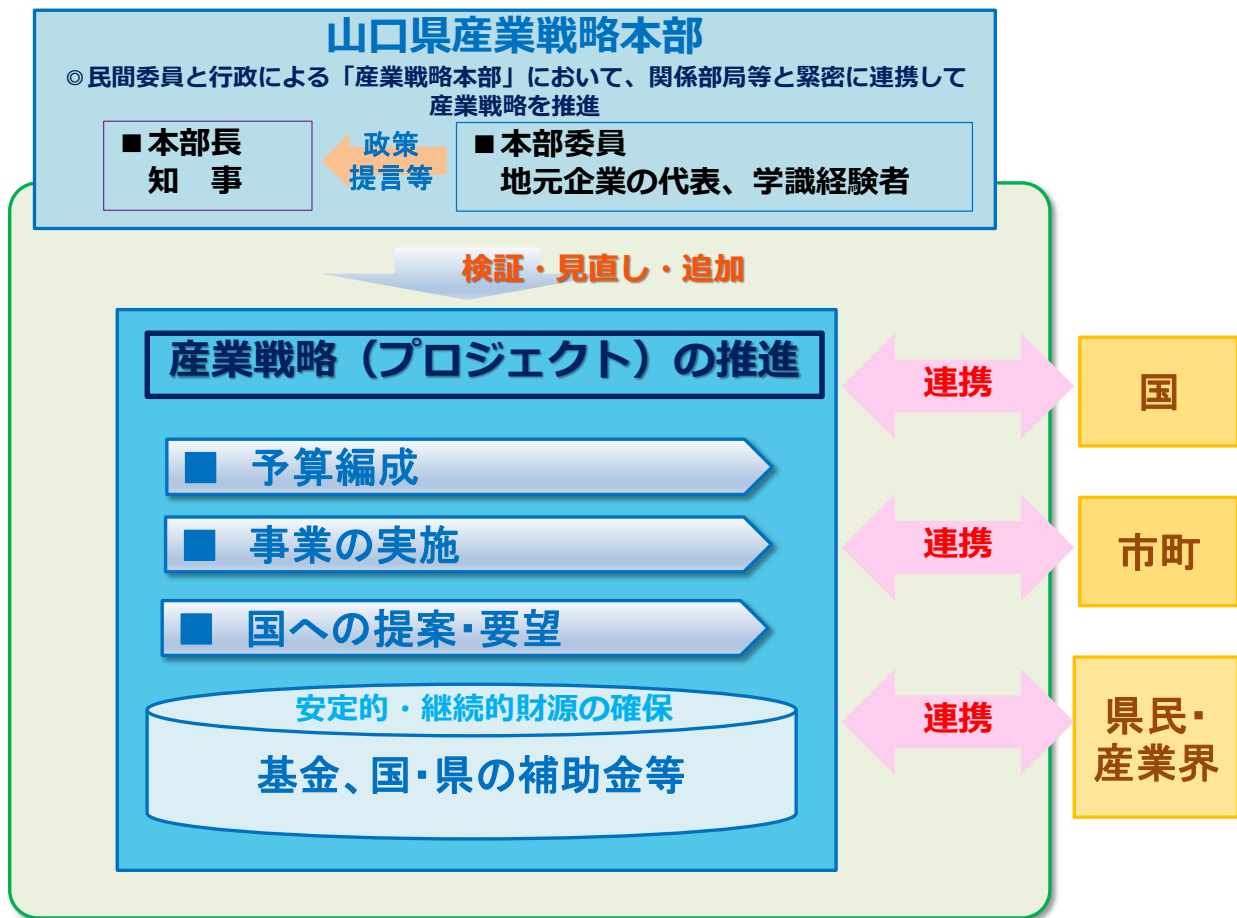 山口県産業戦略本部
◎民間委員と行政による「産業戦略本部」において、関係部局等と緊密に連携して
産業戦略を推進
■本部長
知　事
政策
提言等
■本部委員
地元企業の代表、学識経験者
検証・見直し・追加
産業戦略（プロジェクト）の推進
■ 予算編成
■ 事業の実施
■ 国への提案・要望
安定的・継続的財源の確保
基金、国・県の補助金等
連携
国
連携
市町
連携
県民・
産業界